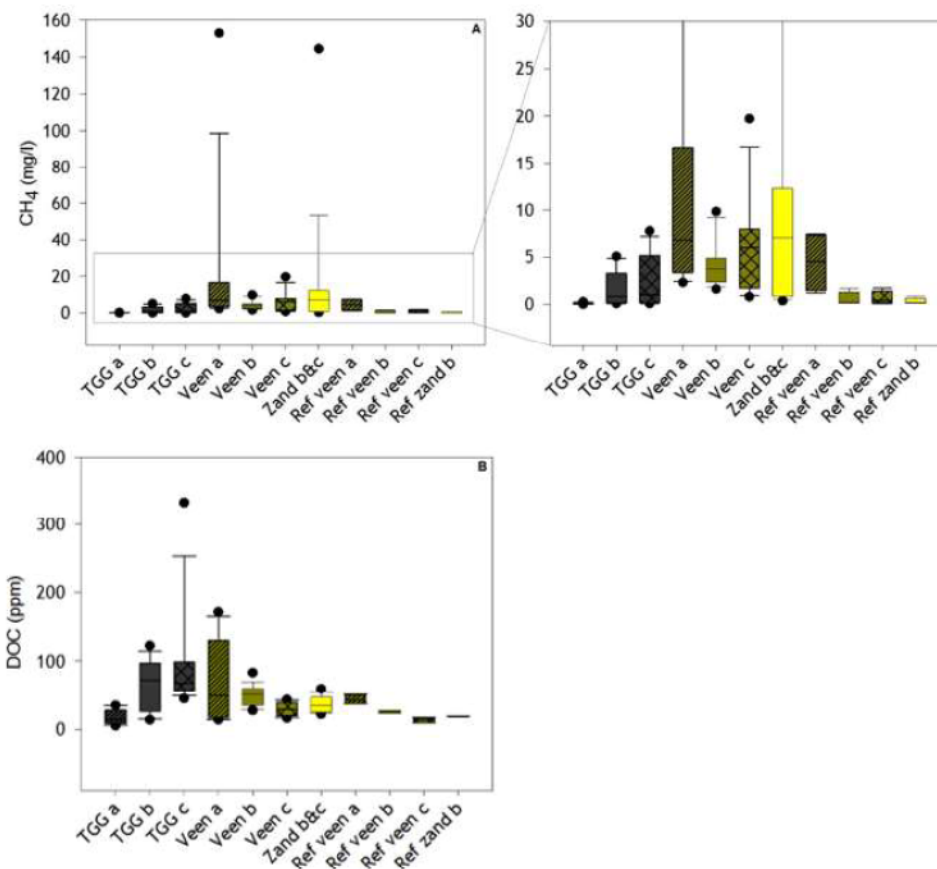 A
CH4 (mg/l)
160
140
120
100
80
60
40
20
0
TGG a
TGG b
TGG c
Veen a
Veen b
Veen c
Zand b&c
Ref veen a
Ref veen b
Ref veen c
Ref zand b
30
25
20
15
10
5
0
TGG a
TGG b
TGG c
Veen a
Veen b
Veen c
Zand b&c
Ref veen a
Ref veen b
Ref veen c
Ref zand b
B
DOC (ppm)
400
300
200
100
0
TGG a
TGG b
TGG c
Veen a
Veen b
Veen c
Zand b&c
Ref veen a
Ref veen b
Ref veen c
Ref zand b